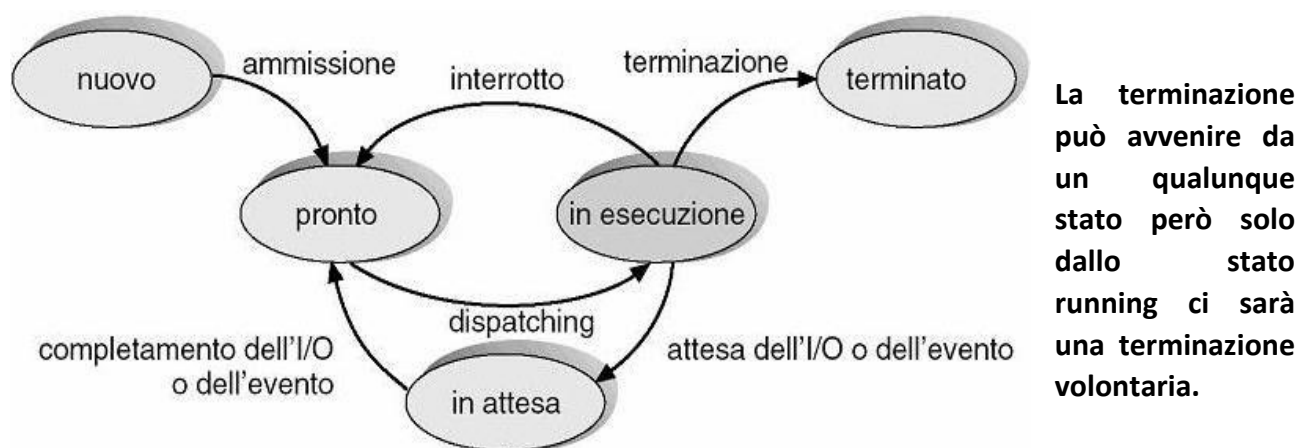 nuovo
ammissione
interrotto
terminazione
terminato
pronto
in esecuzione
dispatching
completamento dell'I/O
o dell'evento
in attesa
attesa dell'I/O o dell'evento
La terminazione
può avvenire da
un qualunque
stato però solo
dallo stato
running ci sarà
una terminazione
volontaria.